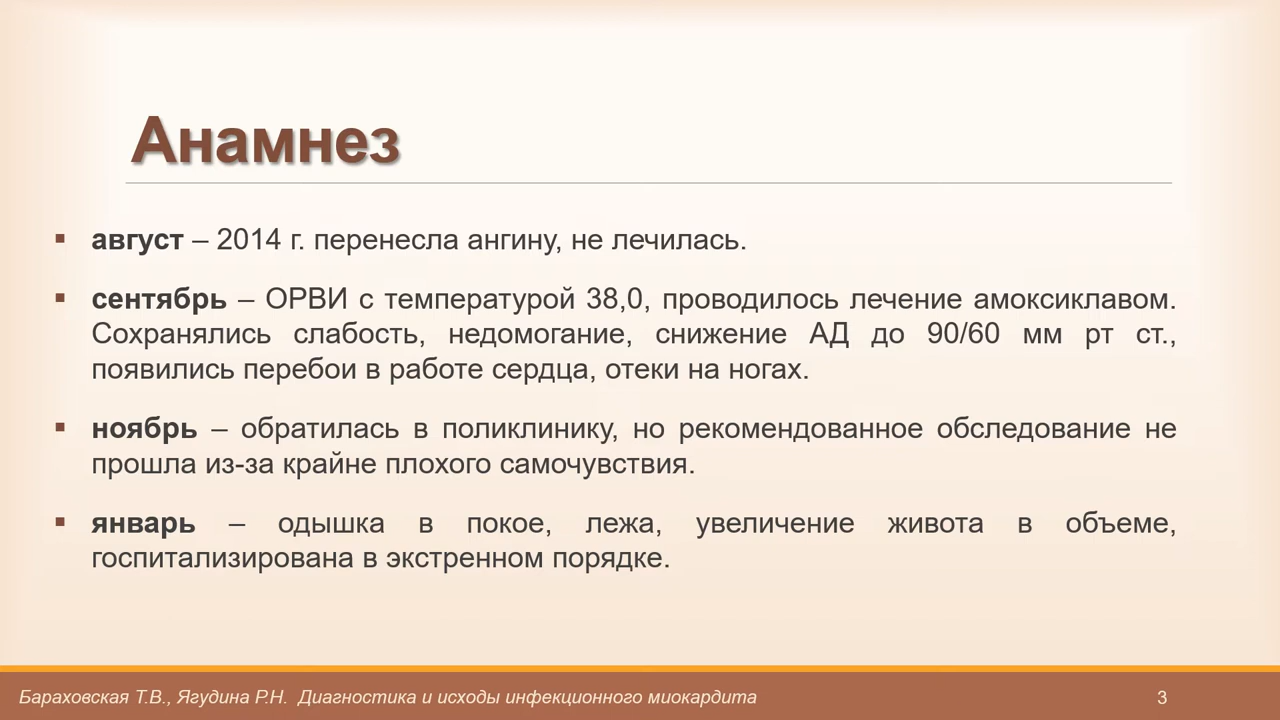 Анамнез
▪ август – 2014 г. перенесла ангину, не лечилась.
▪ сентябрь – ОРВИ с температурой 38,0, проводилось лечение амоксиклавом.
Сохранялись слабость, недомогание, снижение АД до 90/60 мм рт ст.,
появились перебои в работе сердца, отеки на ногах.
▪ ноябрь – обратилась в поликлинику, но рекомендованное обследование не
прошла из-за крайне плохого самочувствия.
▪ январь – одышка в покое, лежа, увеличение живота в объеме,
госпитализирована в экстренном порядке.
Бараховская Т.В., Ягудина Р.Н. Диагностика и исходы инфекционного миокардита
3